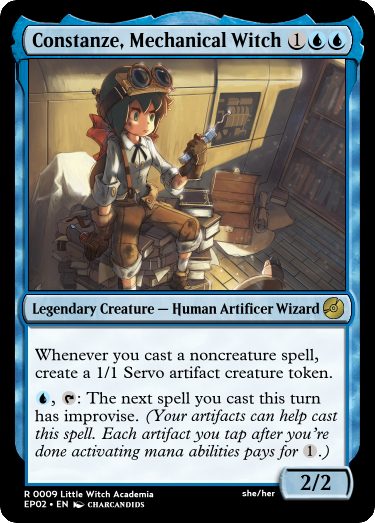 Constanze, Mechanical Witch 1
Legendary Creature — Human Artificer Wizard
Whenever you cast a noncreature spell,
create a 1/1 Servo artifact creature token.
, : The next spell you cast this turn
has improvise. (Your artifacts can help cast
this spell. Each artifact you tap after you're
done activating mana abilities pays for 1.)
2/2
R 0009 Little Witch Academia she/her
EP02 • EN CHARCANDIDS